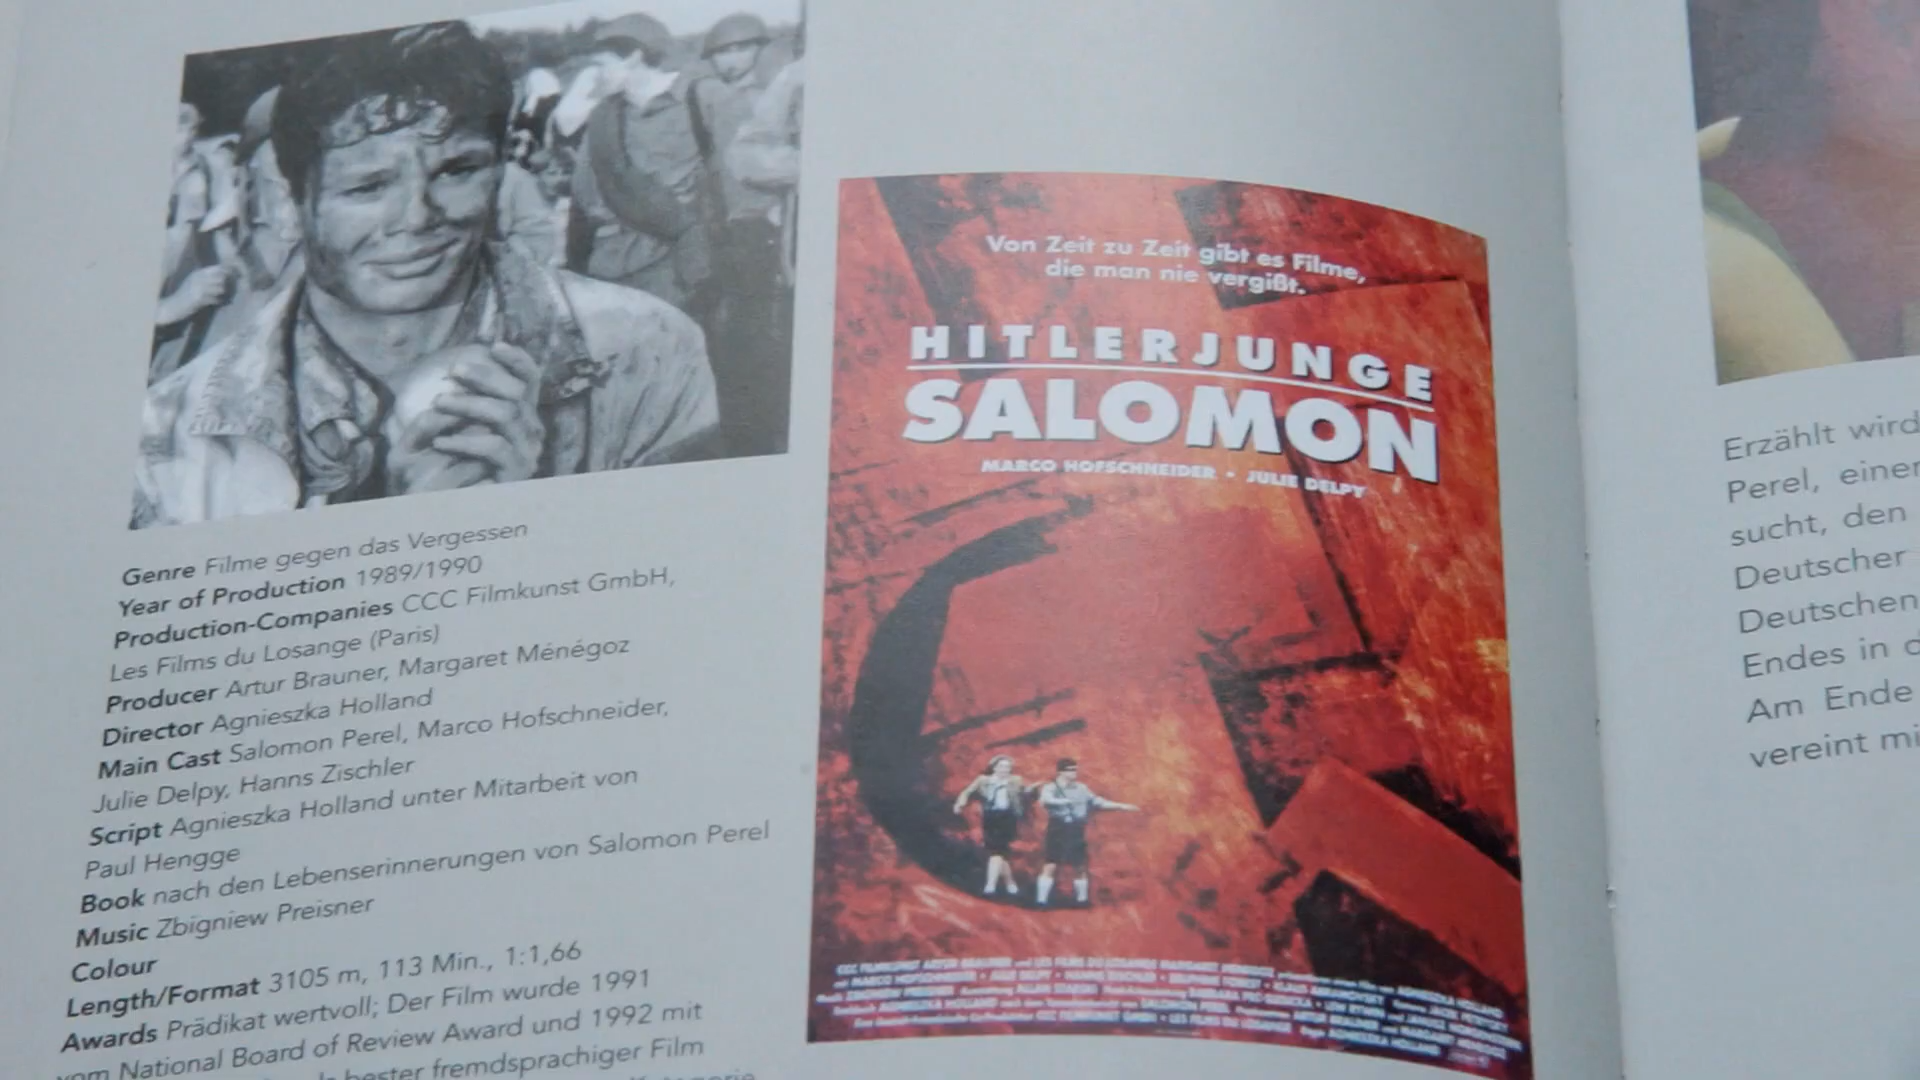 Genre Filme gegen das Vergessen
Year of Production 1989/1990
Production-Companies CCC Filmkunst GmbH,
Les Films du Losange (Paris)
Producer Artur Brauner, Margaret Ménégoz
Director Agnieszka Holland
Main Cast Salomon Perel, Marco Hofschneider,
Julie Delpy, Hanns Zischler
Script Agnieszka Holland unter Mitarbeit von
Paul Hengge
Book nach den Lebenserinnerungen von Salomon Perel
Music Zbigniew Preisner
Colour
Length/Format 3105 m, 113 Min., 1:1,66
Awards Prädikat wertvoll; Der Film wurde 1991
vom National Board of Review Award und 1992 mit
bester fremdsprachiger Film
Von Zeit zu Zeit gibt es Filme,
die man nie vergißt.
HITLERJUNGE
SALOMON
MARCO HOFSCHNEIDER • JULIE DELPY
Erzählt wird
Perel, einer
sucht, den
Deutscher
Deutschen
Endes in
Am Ende
vereint